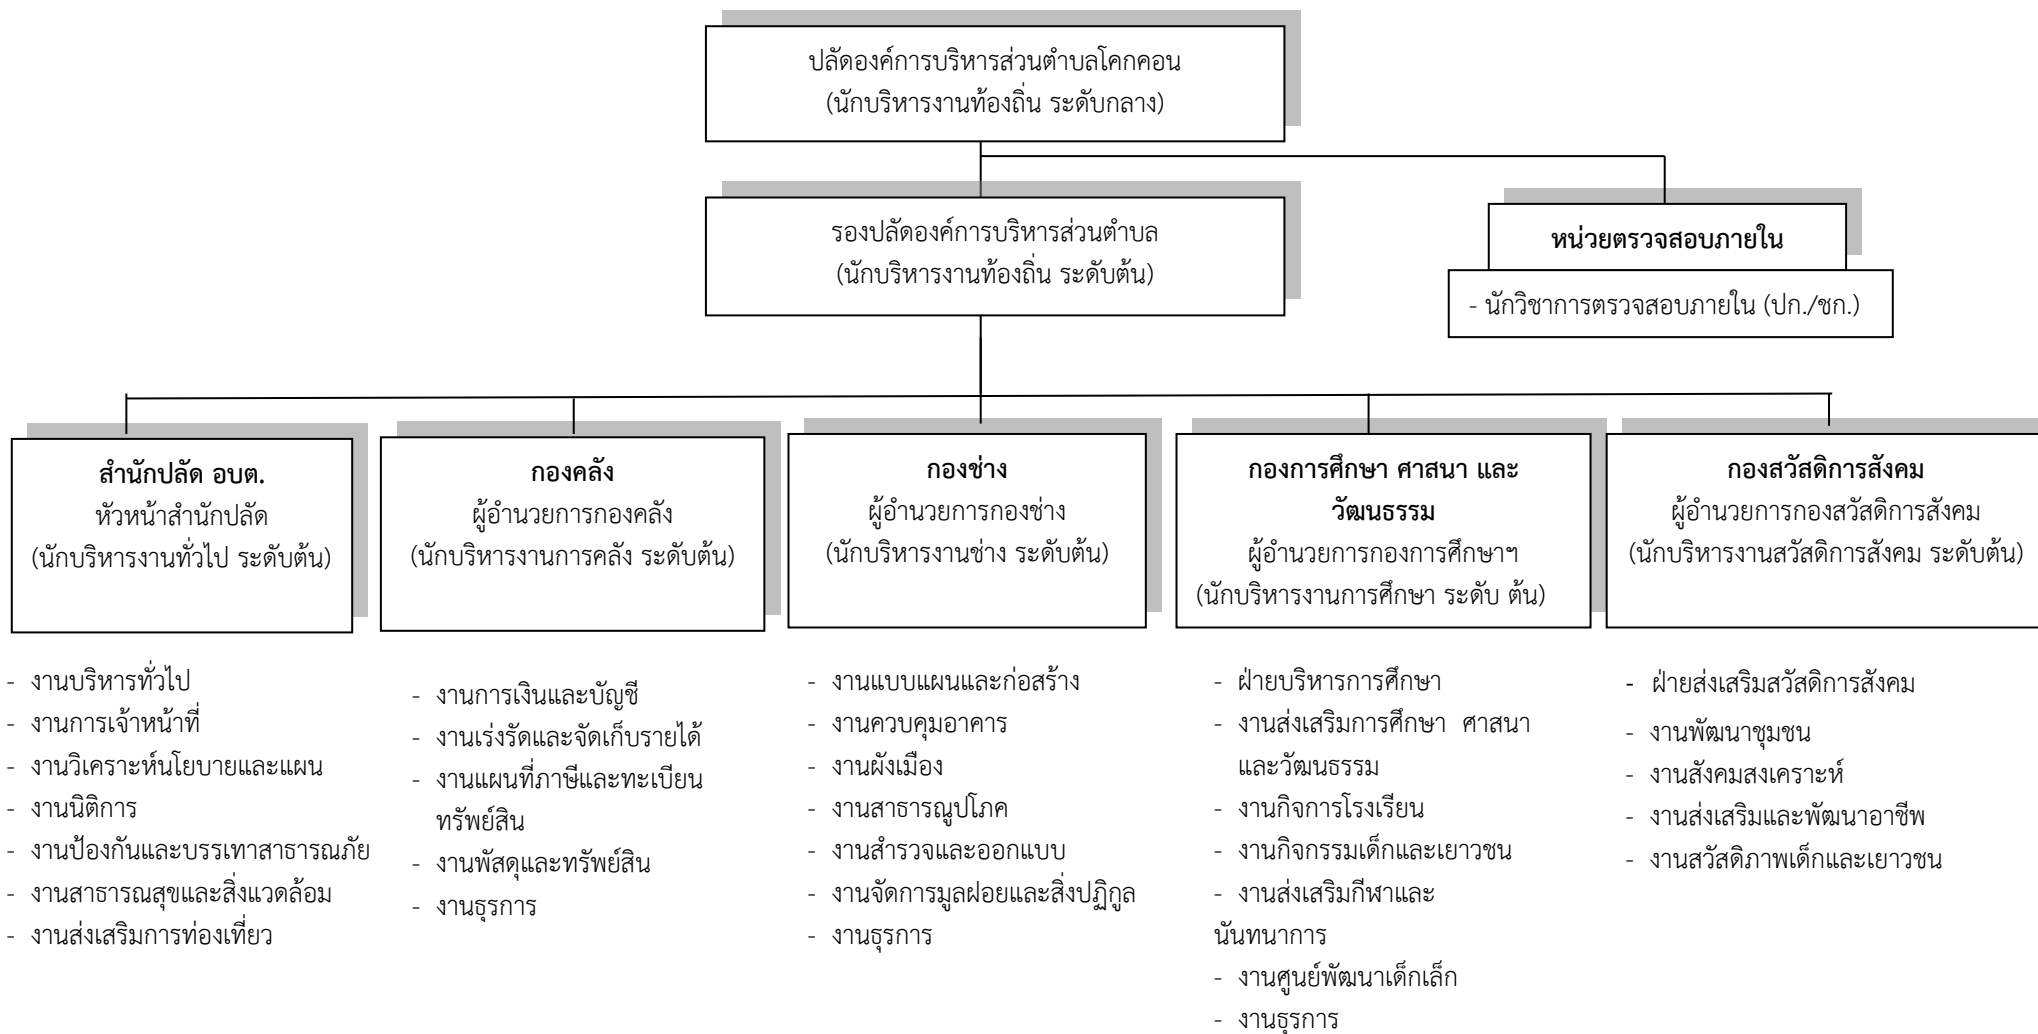 ปลัดองค์การบริหารส่วนตำบลโคกคอน
(นักบริหารงานท้องถิ่น ระดับกลาง)
รองปลัดองค์การบริหารส่วนตำบล
(นักบริหารงานท้องถิ่น ระดับต้น)
หน่วยตรวจสอบภายใน
- นักวิชาการตรวจสอบภายใน (ปก./ชก.)
สำนักปลัด อบต.
หัวหน้าสำนักปลัด
(นักบริหารงานทั่วไป ระดับต้น)
กองคลัง
ผู้อำนวยการกองคลัง
(นักบริหารงานการคลัง ระดับต้น)
กองช่าง
ผู้อำนวยการกองช่าง
(นักบริหารงานช่าง ระดับต้น)
กองการศึกษา ศาสนา และ
วัฒนธรรม
ผู้อำนวยการกองการศึกษาฯ
(นักบริหารงานการศึกษา ระดับ ต้น)
กองสวัสดิการสังคม
ผู้อำนวยการกองสวัสดิการสังคม
(นักบริหารงานสวัสดิการสังคม ระดับต้น)
- งานบริหารทั่วไป
- งานการเจ้าหน้าที่
- งานวิเคราะห์นโยบายและแผน
- งานนิติการ
- งานป้องกันและบรรเทาสาธารณภัย
- งานสาธารณสุขและสิ่งแวดล้อม
- งานส่งเสริมการท่องเที่ยว
- งานการเงินและบัญชี
- งานเร่งรัดและจัดเก็บรายได้
- งานแผนที่ภาษีและทะเบียน
ทรัพย์สิน
- งานพัสดุและทรัพย์สิน
- งานธุรการ
- งานแบบแผนและก่อสร้าง
- งานควบคุมอาคาร
- งานผังเมือง
- งานสาธารณูปโภค
- งานสำรวจและออกแบบ
- งานจัดการมูลฝอยและสิ่งปฏิกูล
- งานธุรการ
- ฝ่ายบริหารการศึกษา
- งานส่งเสริมการศึกษา ศาสนา
และวัฒนธรรม
- งานกิจการโรงเรียน
- งานกิจกรรมเด็กและเยาวชน
- งานส่งเสริมกีฬาและ
นันทนาการ
- งานศูนย์พัฒนาเด็กเล็ก
- งานธุรการ
- ฝ่ายส่งเสริมสวัสดิการสังคม
- งานพัฒนาชุมชน
- งานสังคมสงเคราะห์
- งานส่งเสริมและพัฒนาอาชีพ
- งานสวัสดิภาพเด็กและเยาวชน